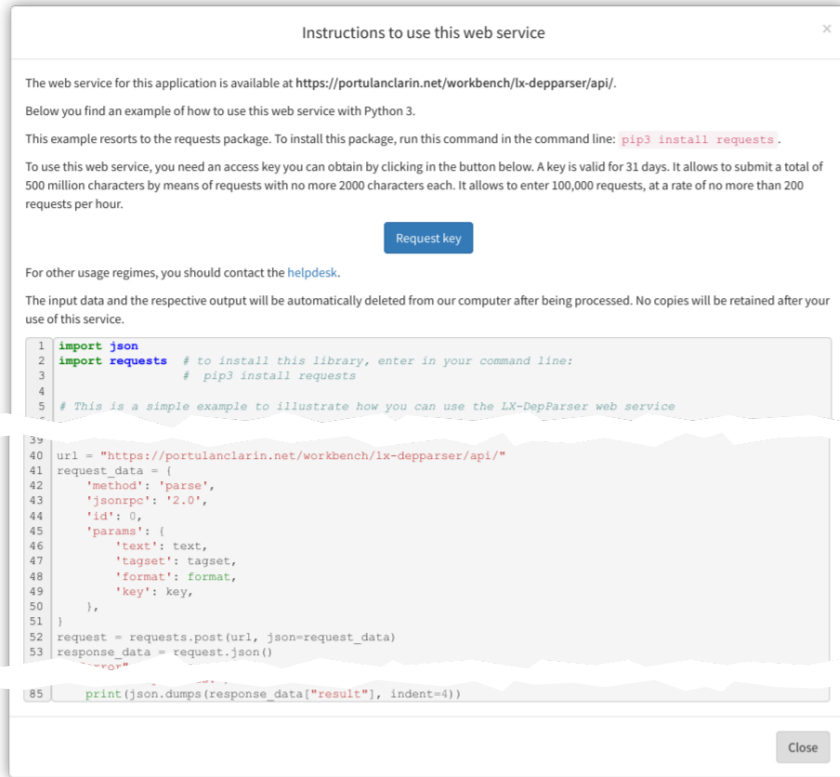 Instructions to use this web service
×
The web service for this application is available at https://portulanclarin.net/workbench/lx-depparser/api/.
Below you find an example of how to use this web service with Python 3.
This example resorts to the requests package. To install this package, run this command in the command line: pip3 install requests .
To use this web service, you need an access key you can obtain by clicking in the button below. A key is valid for 31 days. It allows to submit a total of
500 million characters by means of requests with no more 2000 characters each. It allows to enter 100,000 requests, at a rate of no more than 200
requests per hour.
Request key
For other usage regimes, you should contact the helpdesk.
The input data and the respective output will be automatically deleted from our computer after being processed. No copies will be retained after your
use of this service.
1 import json
2 import requests # to install this library, enter in your command line:
3 # pip3 install requests
4
5 # This is a simple example to illustrate how you can use the LX-DepParser web service
39
40 url = "https://portulanclarin.net/workbench/lx-depparser/api/"
41 request_data = {
42 'method': 'parse',
43 'jsonrpc': '2.0',
44 'id': 0,
45 'params': {
46 'text': text,
47 'tagset': tagset,
48 'format': format,
49 'key': key,
50 },
51 }
52 request = requests.post(url, json=request_data)
53 response_data = request.json()
85 print(json.dumps(response_data["result"], indent=4))
Close